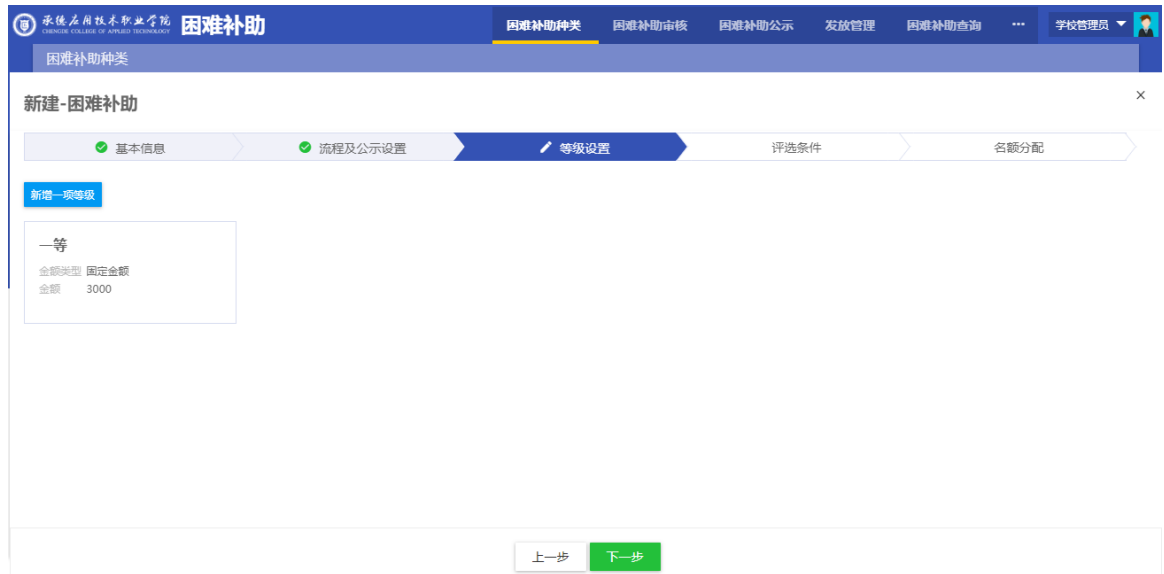 承德应用技术职业学院 困难补助 困难补助种类 困难补助审核 困难补助公示 发放管理 困难补助查询 ••• 学校管理员
CHENGDE COLLEGE OF APPLIED TECHNOLOGY
困难补助种类
新建-困难补助 ×
基本信息 流程及公示设置 等级设置 评选条件 名额分配
新增一项等级
一等
金额类型 固定金额
金额 3000
上一步 下一步